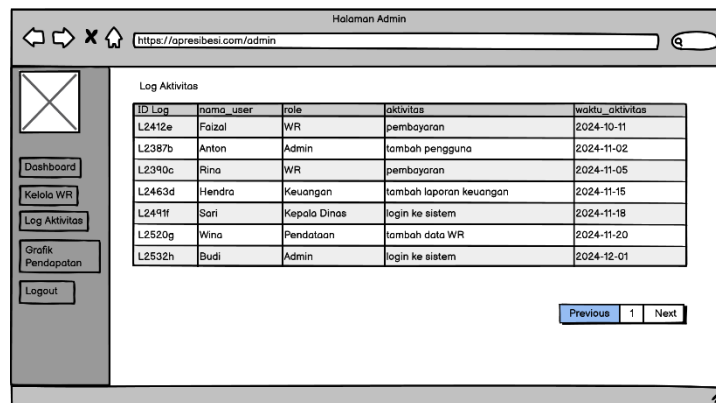 Halaman Admin
https://apresibesi.com/admin
Log Aktivitas
ID Log nama_user role aktivitas waktu_aktivitas
L2412e Faizal WR pembayaran 2024-10-11
L2387b Anton Admin tambah pengguna 2024-11-02
L2390c Rina WR pembayaran 2024-11-05
L2463d Hendra Keuangan tambah laporan keuangan 2024-11-15
L2491f Sari Kepala Dinas login ke sistem 2024-11-18
L2520g Wina Pendataan tambah data WR 2024-11-20
L2532h Budi Admin login ke sistem 2024-12-01
Dashboard
Kelola WR
Log Aktivitas
Grafik
Pendapatan
Logout
Previous 1 Next